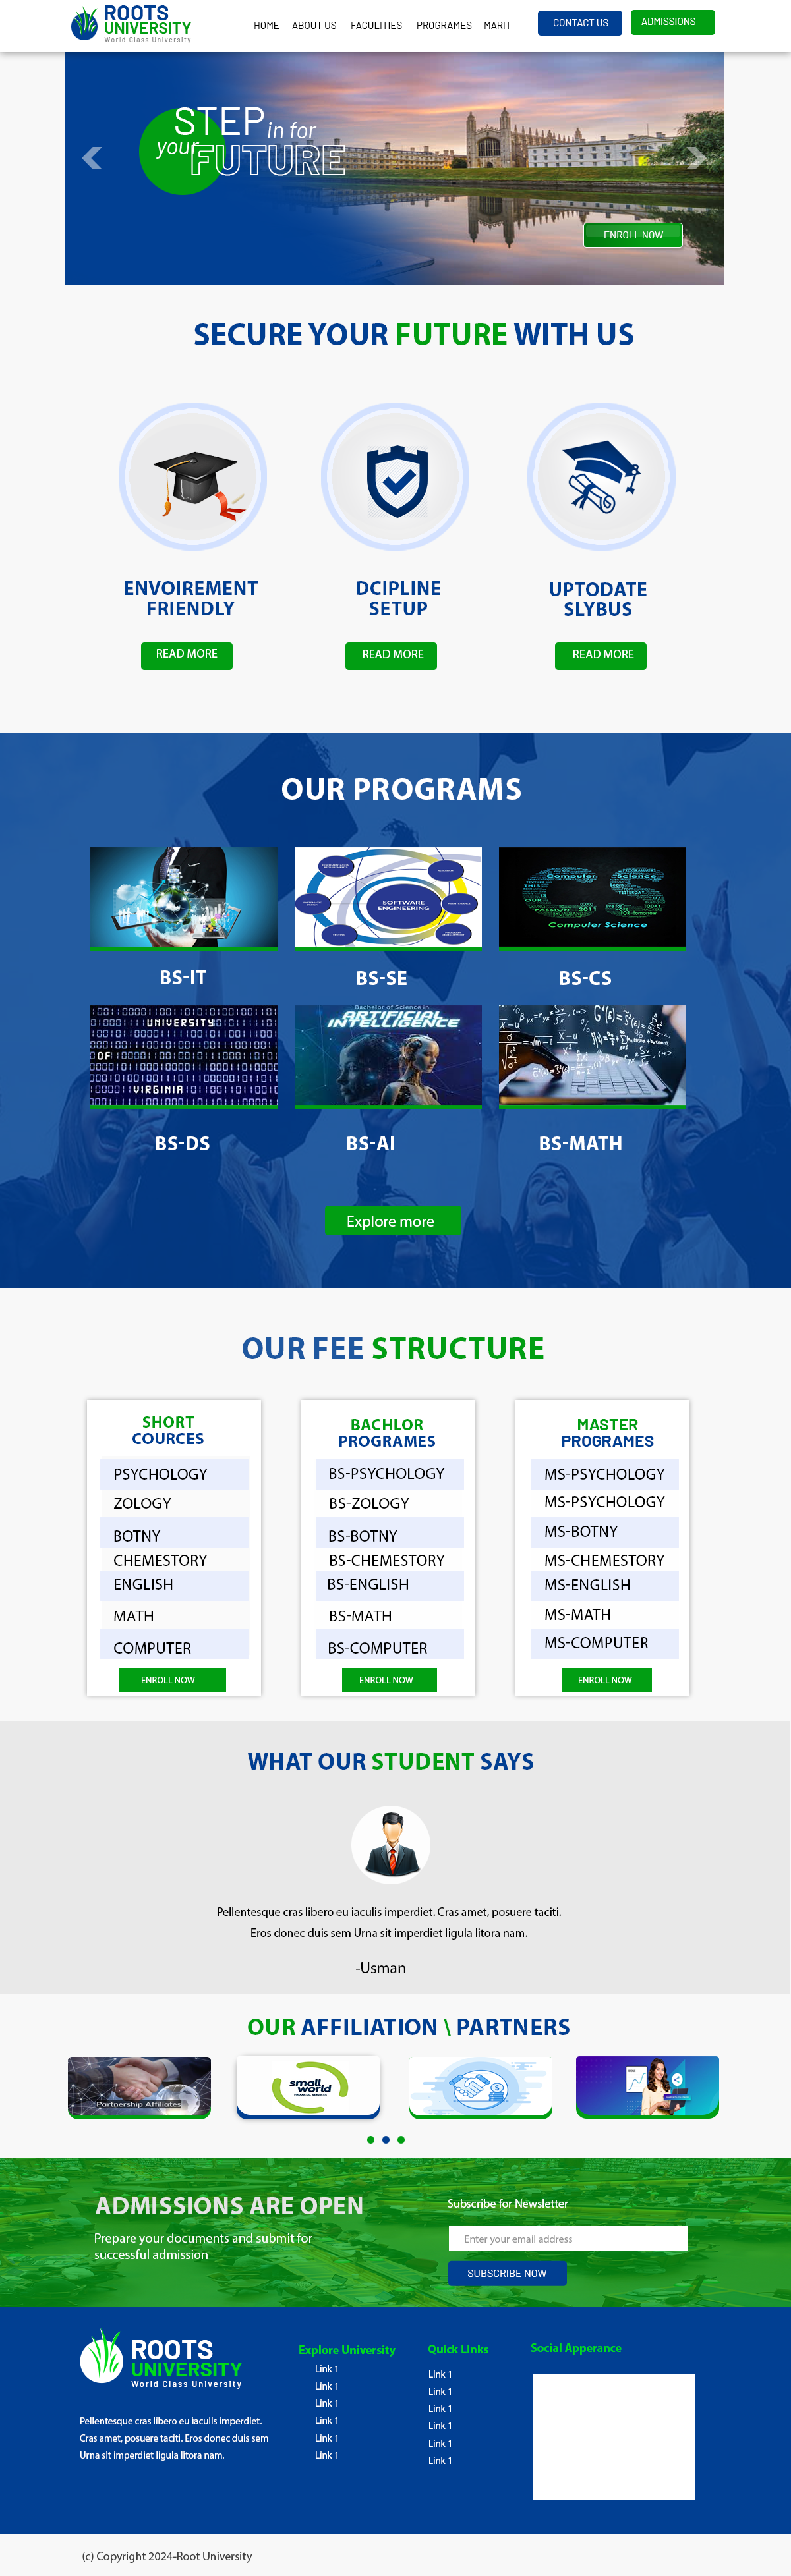 ROOTS
UNIVERSITY
World Class University
HOME ABOUT US FACULITIES PROGRAMES MARIT CONTACT US ADMISSIONS
STEP in for
your FUTURE
ENROLL NOW
SECURE YOUR FUTURE WITH US
ENVOIREMENT
FRIENDLY
DCIPLINE
SETUP
UPTODATE
SLYBUS
READ MORE READ MORE READ MORE
OUR PROGRAMS
SOFTWARE
ENGINEERING
Computer Science
BS-IT BS-SE BS-CS
UNIVERSITY
OF
VIRGINIA
Bachelor of Science in
ARTIFICIAL
INTELLIGENCE
BS-DS BS-AI BS-MATH
Explore more
OUR FEE STRUCTURE
SHORT
COURCES
PSYCHOLOGY
ZOLOGY
BOTNY
CHEMESTORY
ENGLISH
MATH
COMPUTER
ENROLL NOW
BACHLOR
PROGRAMES
BS-PSYCHOLOGY
BS-ZOLOGY
BS-BOTNY
BS-CHEMESTORY
BS-ENGLISH
BS-MATH
BS-COMPUTER
ENROLL NOW
MASTER
PROGRAMES
MS-PSYCHOLOGY
MS-PSYCHOLOGY
MS-BOTNY
MS-CHEMESTORY
MS-ENGLISH
MS-MATH
MS-COMPUTER
ENROLL NOW
WHAT OUR STUDENT SAYS
Pellentesque cras libero eu iaculis imperdiet. Cras amet, posuere taciti.
Eros donec duis sem Urna sit imperdiet ligula litora nam.
-Usman
OUR AFFILIATION \ PARTNERS
Partnership Affiliates
small
world
FINANCIAL SERVICES
ADMISSIONS ARE OPEN
Prepare your documents and submit for
successful admission
Subscribe for Newsletter
Enter your email address
SUBSCRIBE NOW
ROOTS
UNIVERSITY
World Class University
Pellentesque cras libero eu iaculis imperdiet.
Cras amet, posuere taciti. Eros donec duis sem
Urna sit imperdiet ligula litora nam.
Explore University
Link 1
Link 1
Link 1
Link 1
Link 1
Link 1
Quick LInks
Link 1
Link 1
Link 1
Link 1
Link 1
Link 1
Social Apperance
(c) Copyright 2024-Root University